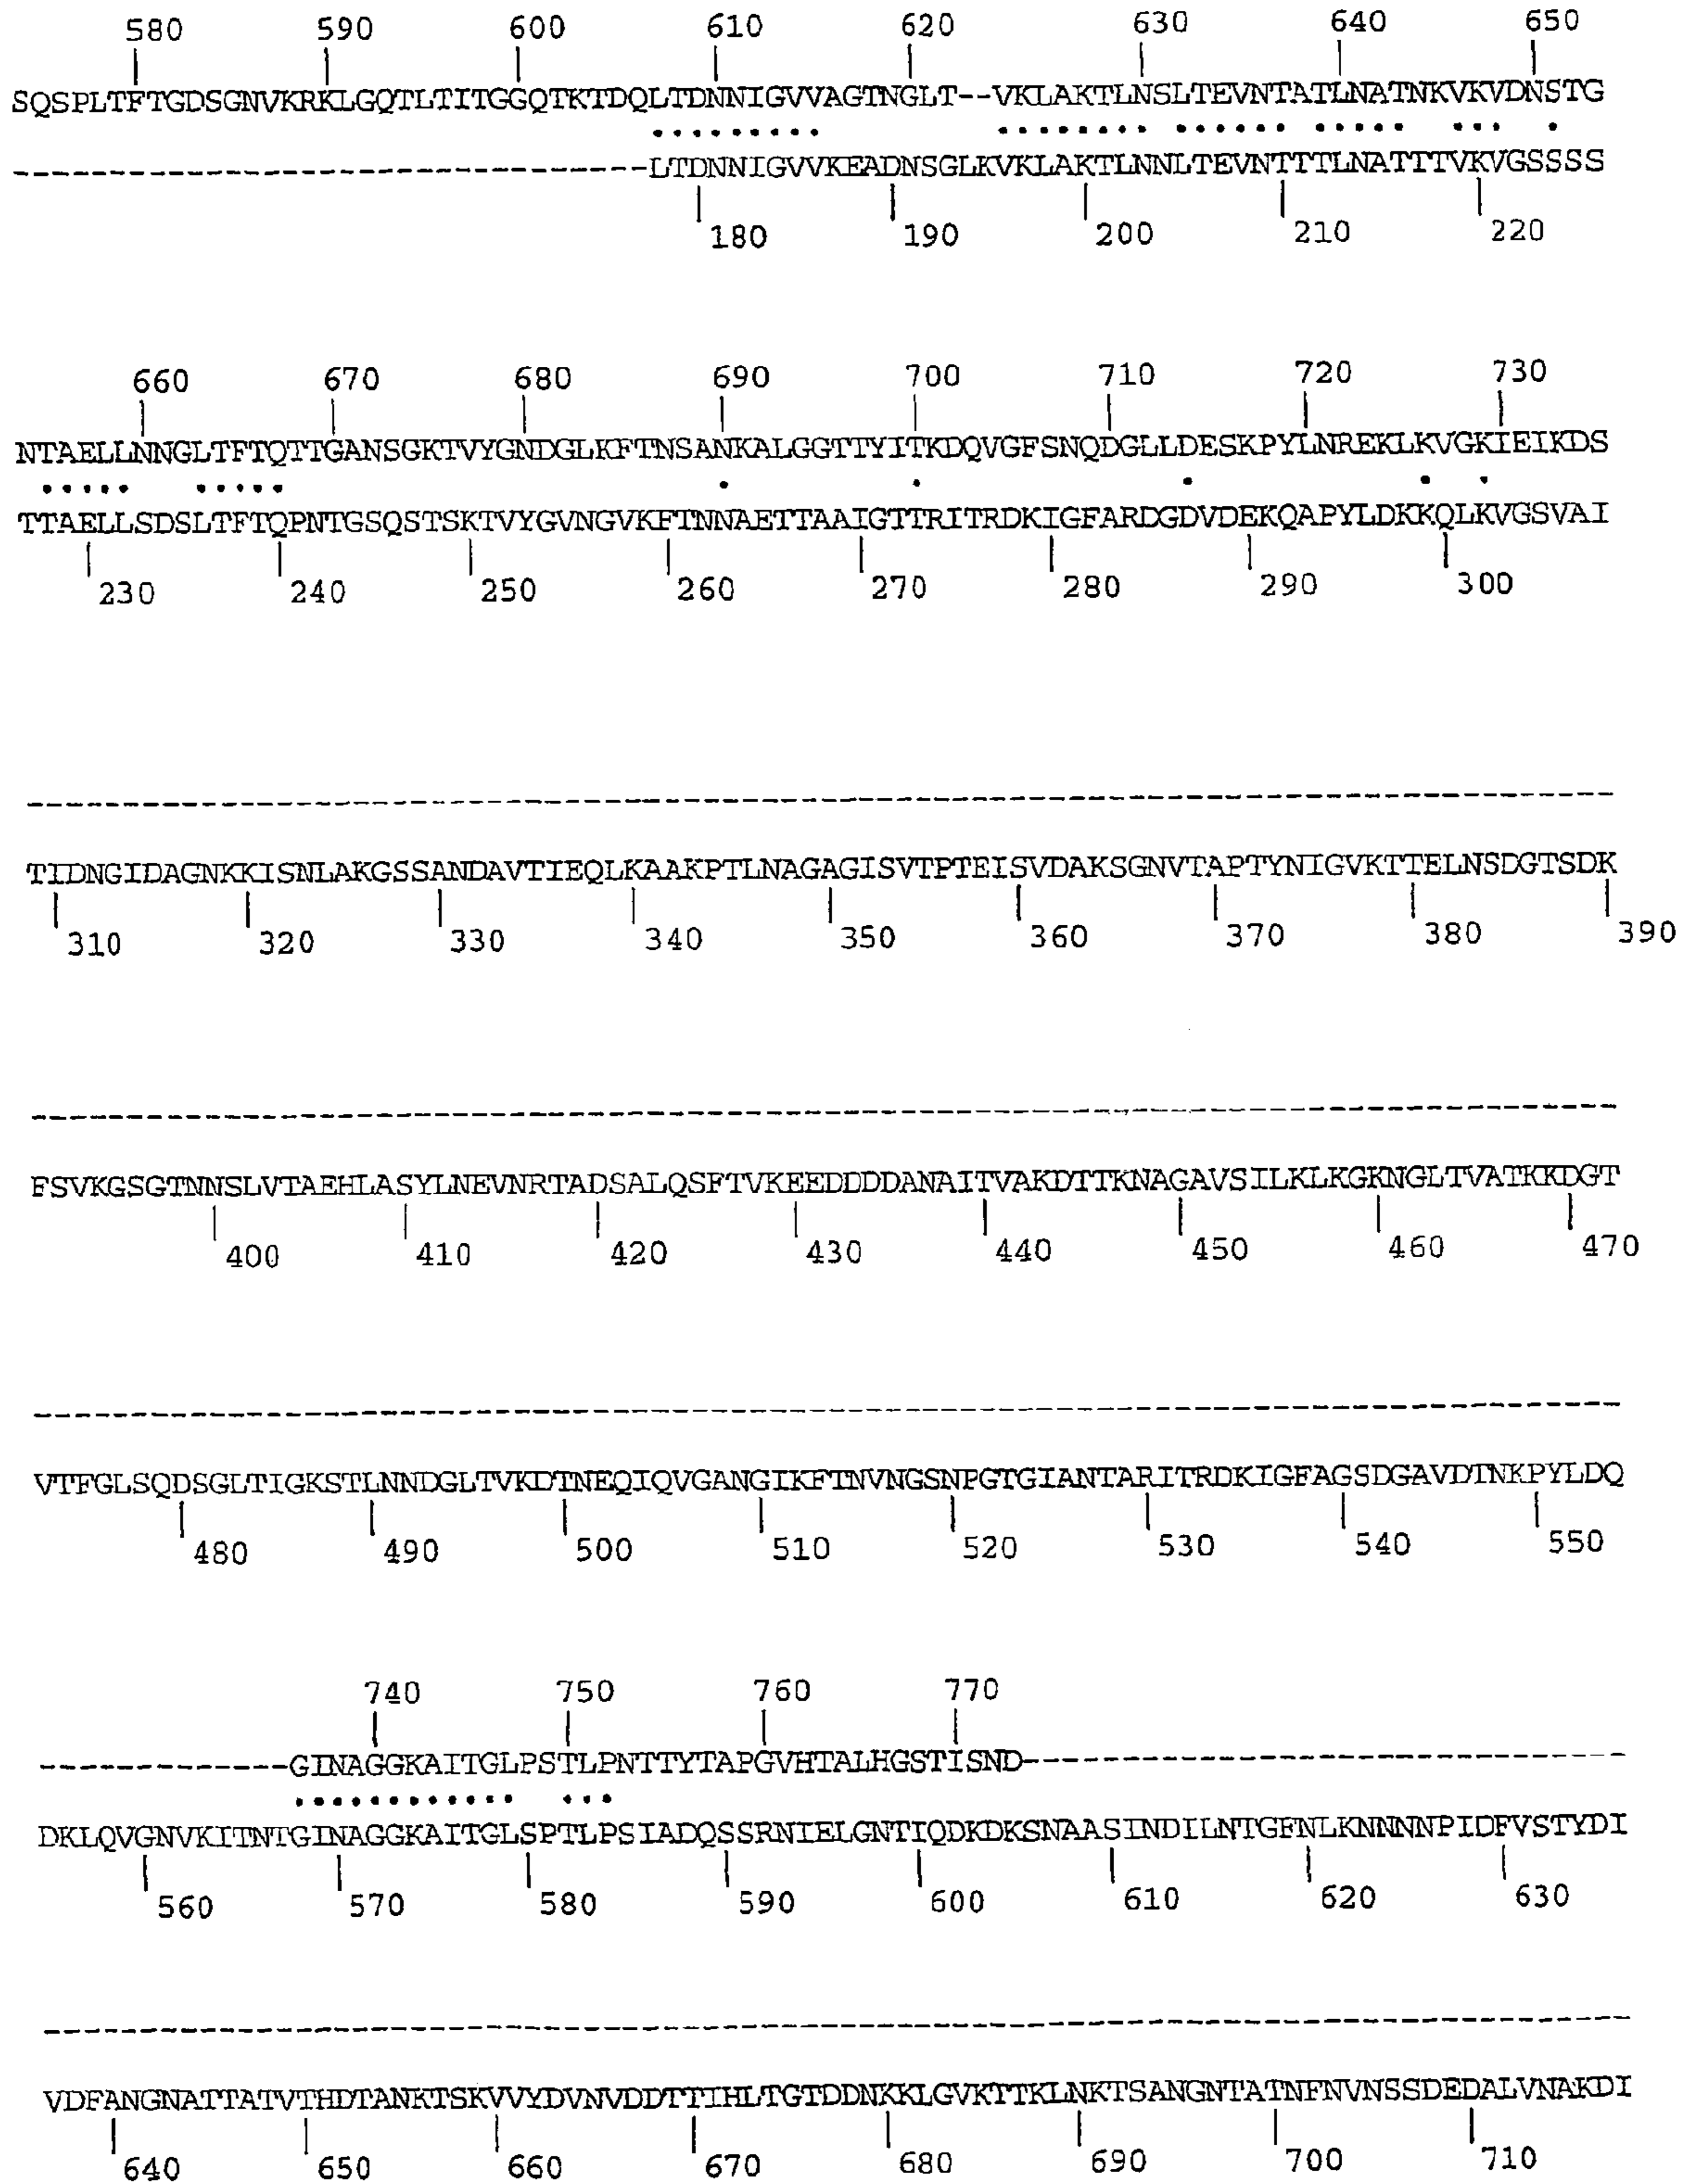 580 590 600 610 620 630 640 650
SQSPLTFTGDSGNVKRKLGQTLTITGGQTKTDQLTDNNIGVVAGTNGLT--VKLAKTLNSLTEVNTATLNATNKVKVDNSTG
---------------------------------LTDNNIGVVKEADNSGLKVKLAKTLNNLTEVNTTTLNATTTVKVGSSSS
180 190 200 210 220
660 670 680 690 700 710 720 730
NTAELLNNGLTFTQTTGANSGKTVYGNDGLKFTNSANKALGGTTYITKDQVGFSNQDGLLDESKPYLNREKLKVGKIEIKDS
TTAELLSDSLTFTQPNTGSQSTSKTVYGVNGVKFTNNAETTAAIGTTRITRDKIGFARDGDVDEKQAPYLDKKQLKVGSVAI
230 240 250 260 270 280 290 300
----------------------------------------------------------------------------------
TIDNGIDAGNKKISNLAKGSSANDAVTIEQLKAAKPTLNAGAGISVTPTEISVDAKSGNVTAPTYNIGVKTTELNSDGTSDK
310 320 330 340 350 360 370 380 390
----------------------------------------------------------------------------------
FSVKGSGTNNSLVTAEHLASYLNEVNRTADSALQSFTVKEEDDDDANAITVAKDTTKNAGAVSILKLKGKNGLTVATKKDGT
400 410 420 430 440 450 460 470
----------------------------------------------------------------------------------
VTFGLSQDSGLTIGKSTLNNDGLTVKDTNEQIQVGANGIKFTNVNGSNPGTGIANTARITRDKIGFAGSDGAVDTNKPYLDQ
480 490 500 510 520 530 540 550
740 750 760 770
-------------GINAGGKAITGLPSTLPNTTYTAPGVHTALHGSTISND-------------------------------
DKLQVGNVKITNTGINAGGKAITGLSPTLPSIADQSSRNIELGNTIQDKDKSNAASINDILNTGFNLKNNNNPIDFVSTYDI
560 570 580 590 600 610 620 630
----------------------------------------------------------------------------------
VDFANGNATTATVTHDTANKTSKVVYDVNVDDTTIHLTGTDDNKKLGVKTTKLNKTSANGNTATNFNVNSSDEDALVNAKDI
640 650 660 670 680 690 700 710